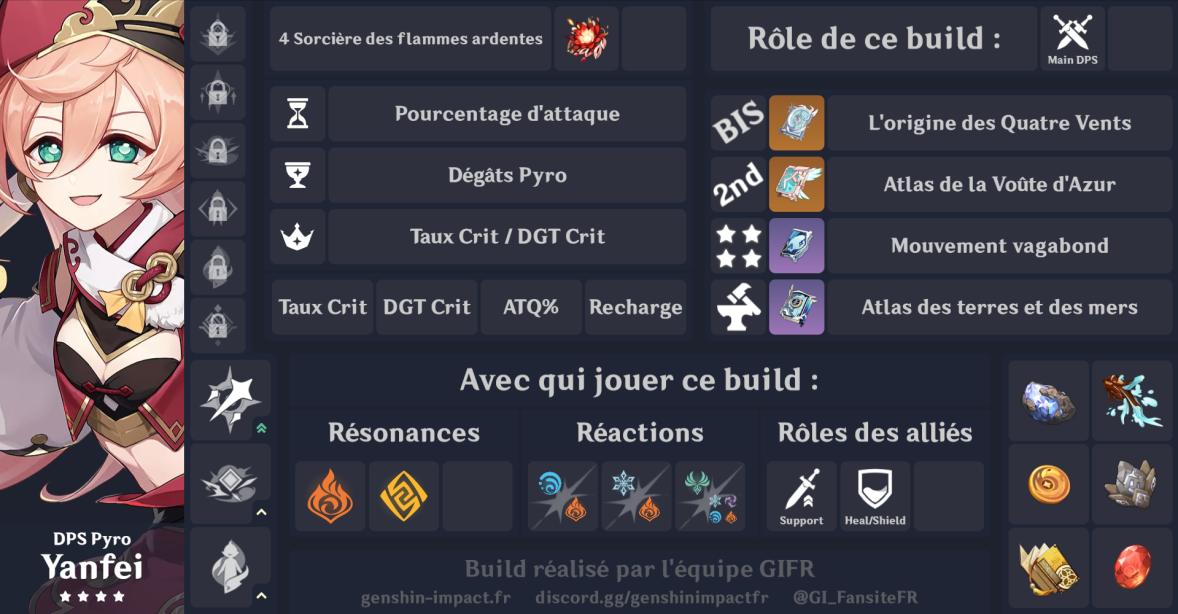 4 Sorcière des flammes ardentes
Rôle de ce build :
Main DPS
Pourcentage d'attaque
Dégâts Pyro
Taux Crit / DGT Crit
Taux Crit
DGT Crit
ATQ%
Recharge
BIS
L'origine des Quatre Vents
2nd
Atlas de la Voûte d'Azur
Mouvement vagabond
Atlas des terres et des mers
Avec qui jouer ce build :
Résonances
Réactions
Rôles des alliés
Support
Heal/Shield
DPS Pyro
Yanfei
Build réalisé par l'équipe GIFR
genshin-impact.fr discord.gg/genshinimpactfr @GI_FansiteFR